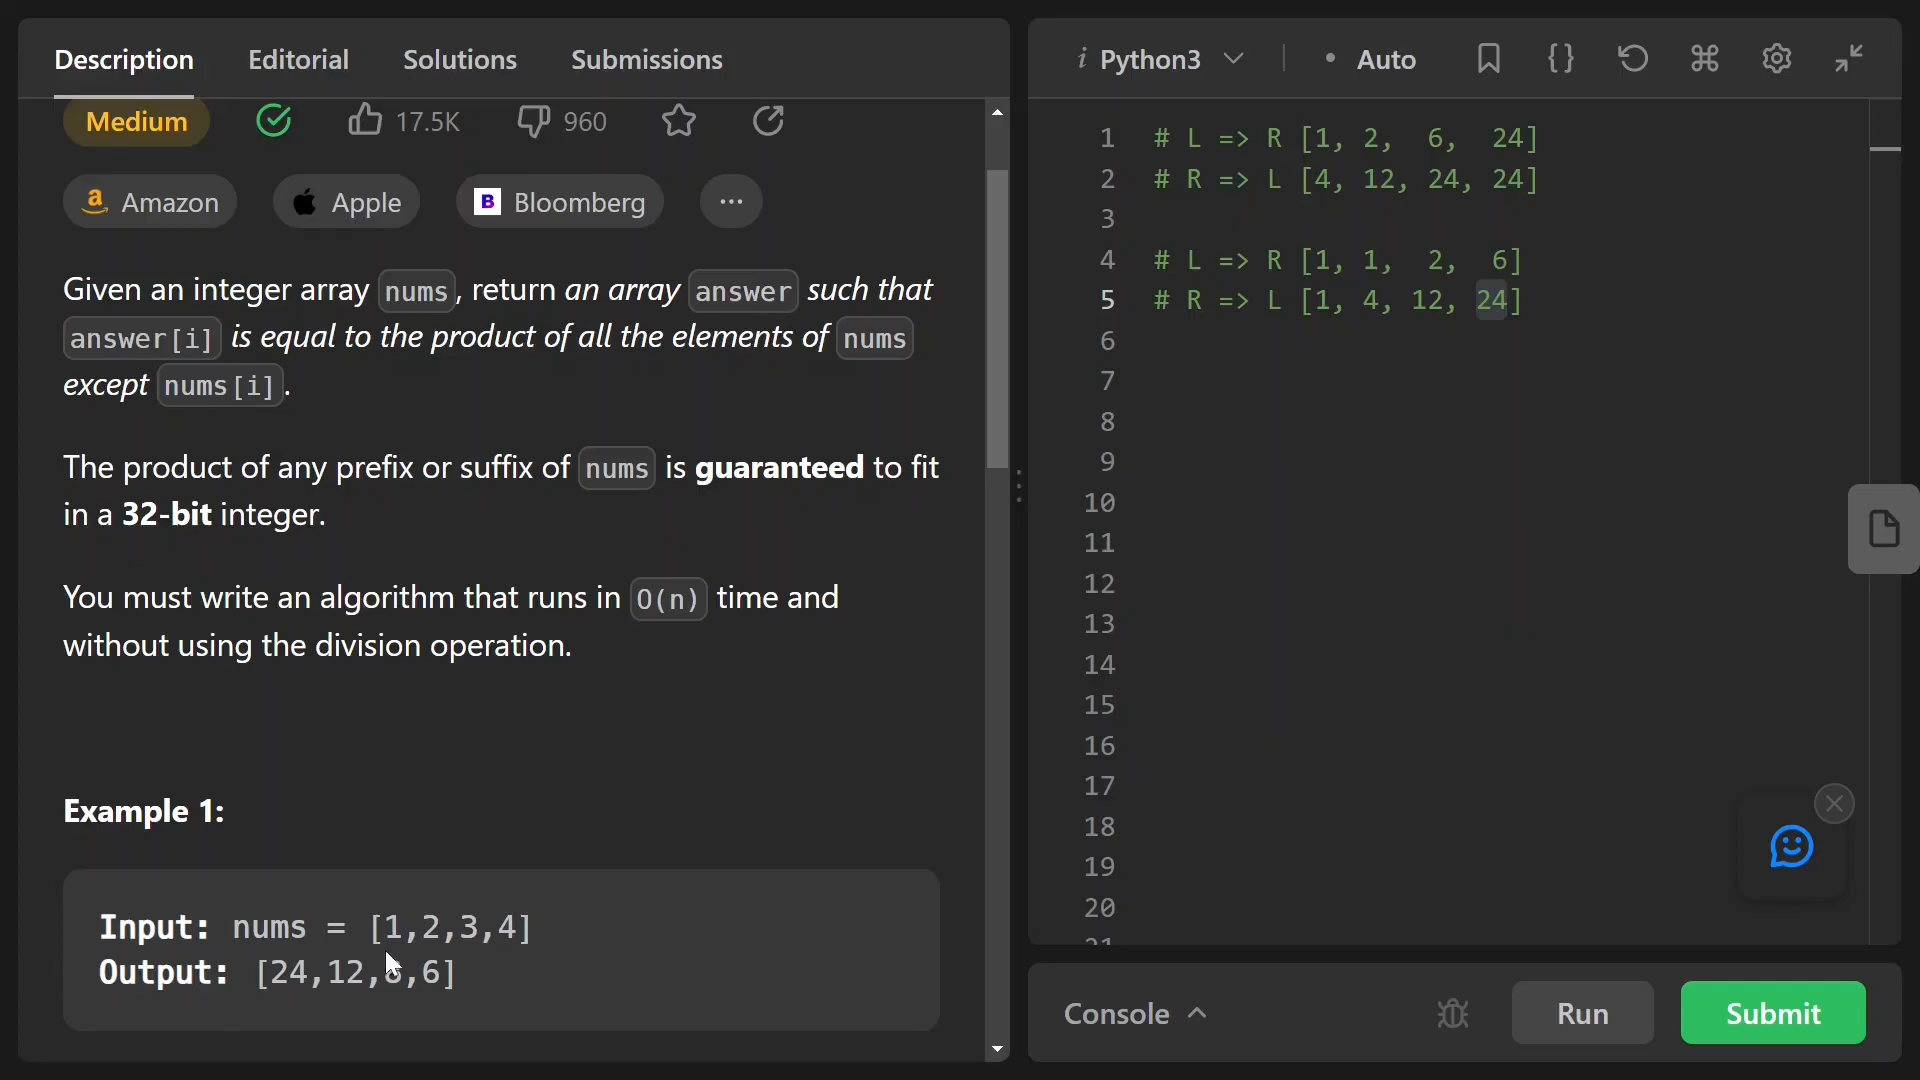 Description Editorial Solutions Submissions
Medium 17.5K 960
Amazon Apple Bloomberg ...
Given an integer array nums, return an array answer such that
answer[i] is equal to the product of all the elements of nums
except nums[i].
The product of any prefix or suffix of nums is guaranteed to fit
in a 32-bit integer.
You must write an algorithm that runs in O(n) time and
without using the division operation.
Example 1:
Input: nums = [1,2,3,4]
Output: [24,12,8,6]
i Python3 • Auto {}
1 # L => R [1, 2, 6, 24]
2 # R => L [4, 12, 24, 24]
3
4 # L => R [1, 1, 2, 6]
5 # R => L [1, 4, 12, 24]
6
7
8
9
10
11
12
13
14
15
16
17
18
19
20
21
Console Run Submit